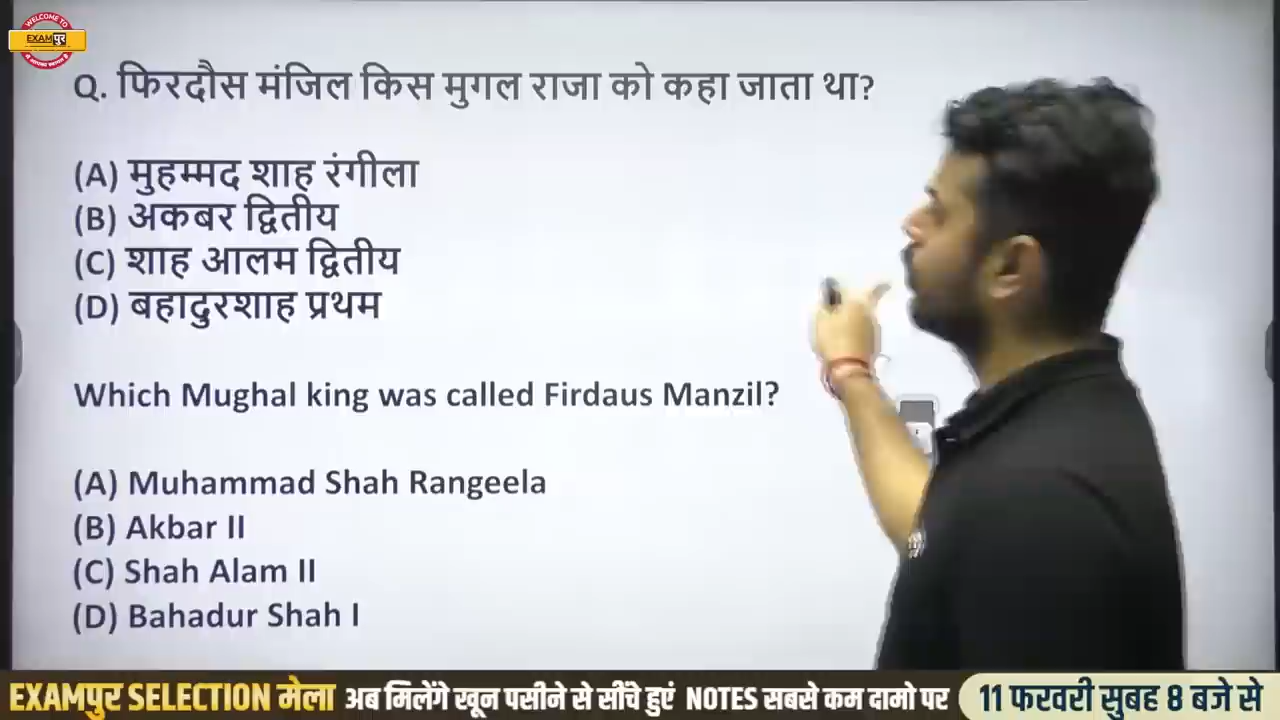 WELCOME TO
EXAMपुर
Q. फिरदौस मंजिल किस मुगल राजा को कहा जाता था?
(A) मुहम्मद शाह रंगीला
(B) अकबर द्वितीय
(C) शाह आलम द्वितीय
(D) बहादुरशाह प्रथम
Which Mughal king was called Firdaus Manzil?
(A) Muhammad Shah Rangeela
(B) Akbar II
(C) Shah Alam II
(D) Bahadur Shah I
EXAMपुर SELECTION मेला अब मिलेंगे खून पसीने से सींचे हुएं NOTES सबसे कम दामो पर 11 फरवरी सुबह 8 बजे से